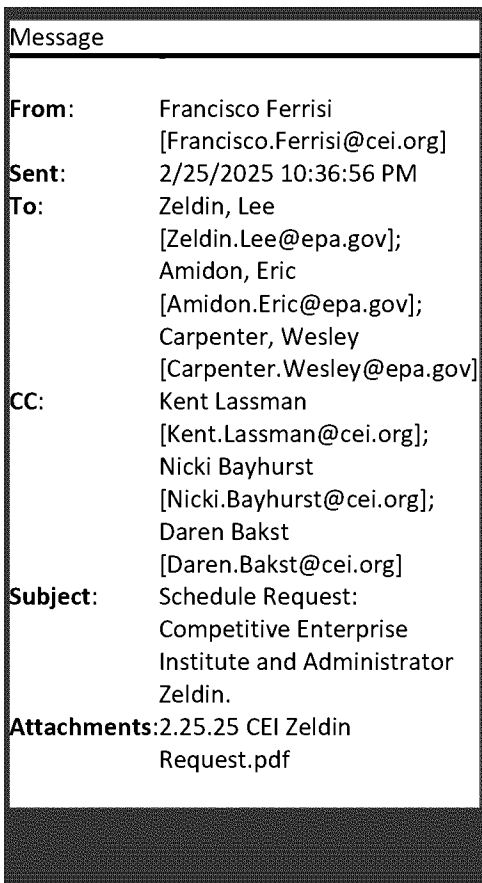 Message
From: Francisco Ferrisi
[Francisco.Ferrisi@cei.org]
Sent: 2/25/2025 10:36:56 PM
To: Zeldin, Lee
[Zeldin.Lee@epa.gov];
Amidon, Eric
[Amidon.Eric@epa.gov];
Carpenter, Wesley
[Carpenter.Wesley@epa.gov]
CC: Kent Lassman
[Kent.Lassman@cei.org];
Nicki Bayhurst
[Nicki.Bayhurst@cei.org];
Daren Bakst
[Daren.Bakst@cei.org]
Subject: Schedule Request:
Competitive Enterprise
Institute and Administrator
Zeldin.
Attachments:2.25.25 CEI Zeldin
Request.pdf